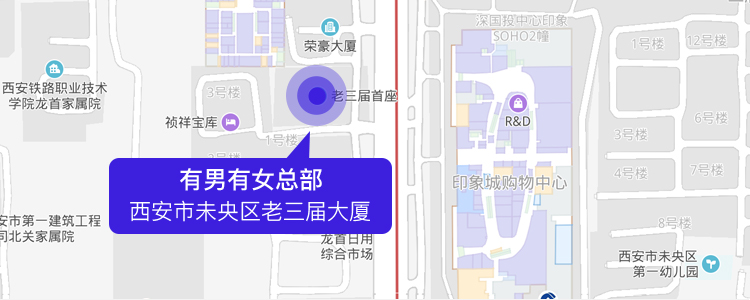 深国投中心印象
SOHO2幢
荣豪大厦
1号楼
12号楼
西安铁路职业技术
学院龙首家属院
3号楼
老三届首座
R&D
祯祥宝库
1号楼
3号楼
6号楼
有男有女总部
西安市未央区老三届大厦
4号楼
7号楼
印象城购物中心
安市第一建筑工程
司北关家属院
8号楼
龙首日用
综合市场
西安市未央区
第一幼儿园